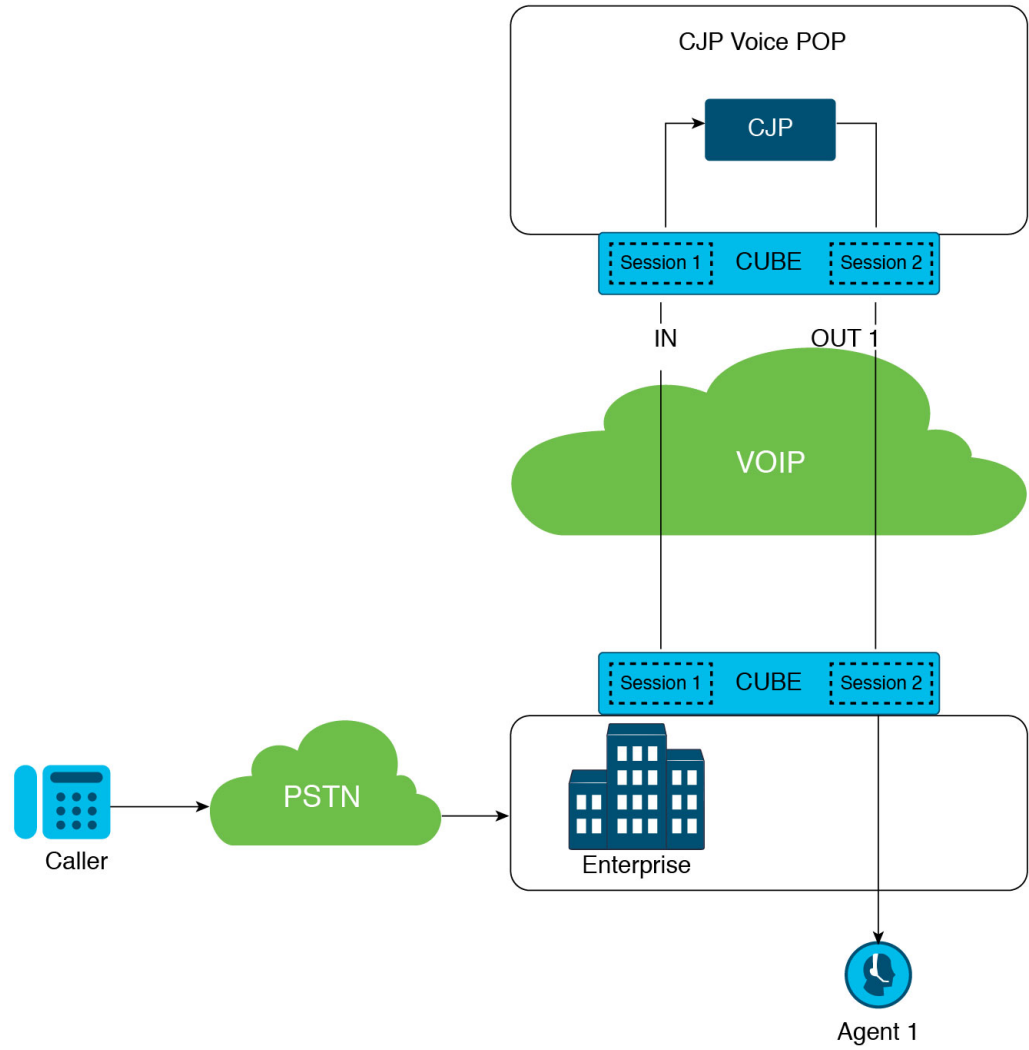 CJP Voice POP
CJP
Session 1 CUBE Session 2
IN OUT 1
VOIP
Session 1 CUBE Session 2
PSTN
Caller
Enterprise
Agent 1